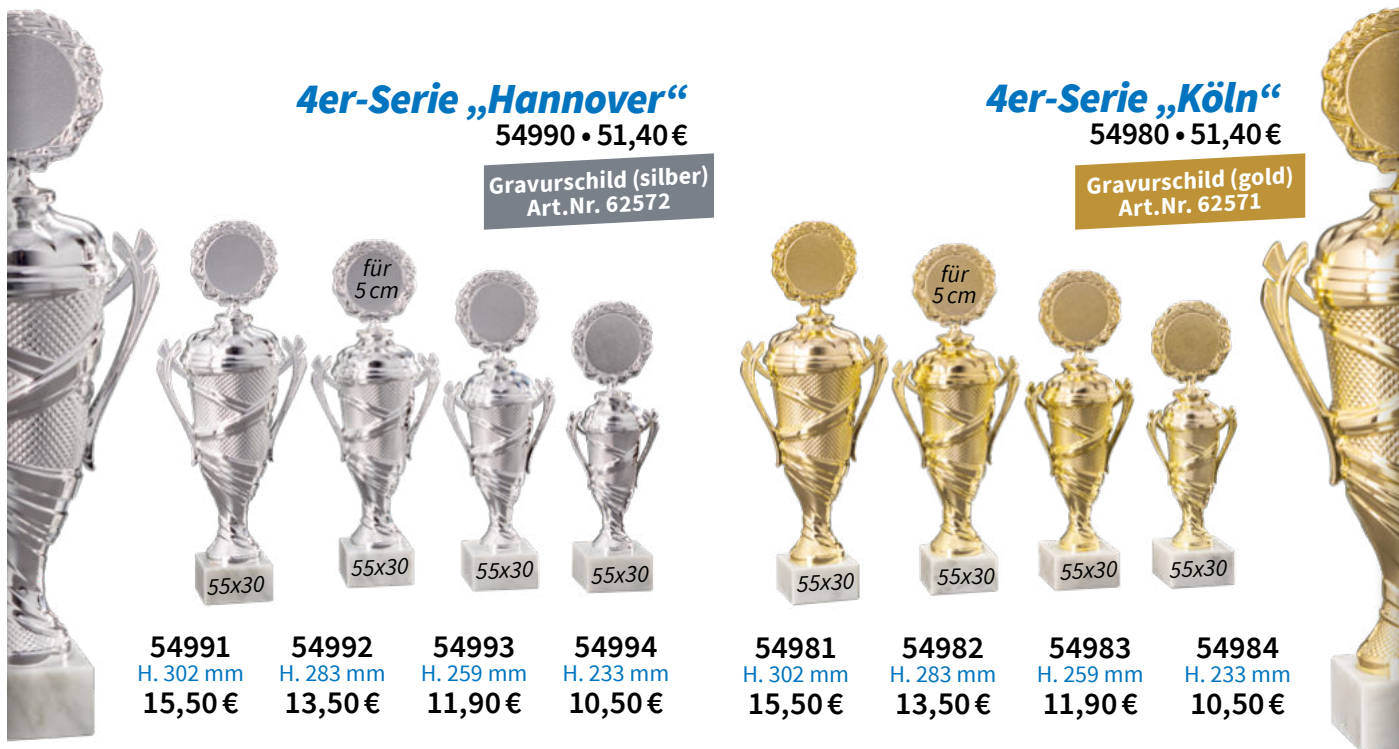 4er-Serie „Hannover“
54990 • 51,40 €
Gravurschild (silber)
Art.Nr. 62572
für
5 cm
55x30
55x30
55x30
55x30
54991
H. 302 mm
15,50 €
54992
H. 283 mm
13,50 €
54993
H. 259 mm
11,90 €
54994
H. 233 mm
10,50 €
4er-Serie „Köln“
54980 • 51,40 €
Gravurschild (gold)
Art.Nr. 62571
für
5 cm
55x30
55x30
55x30
55x30
54981
H. 302 mm
15,50 €
54982
H. 283 mm
13,50 €
54983
H. 259 mm
11,90 €
54984
H. 233 mm
10,50 €